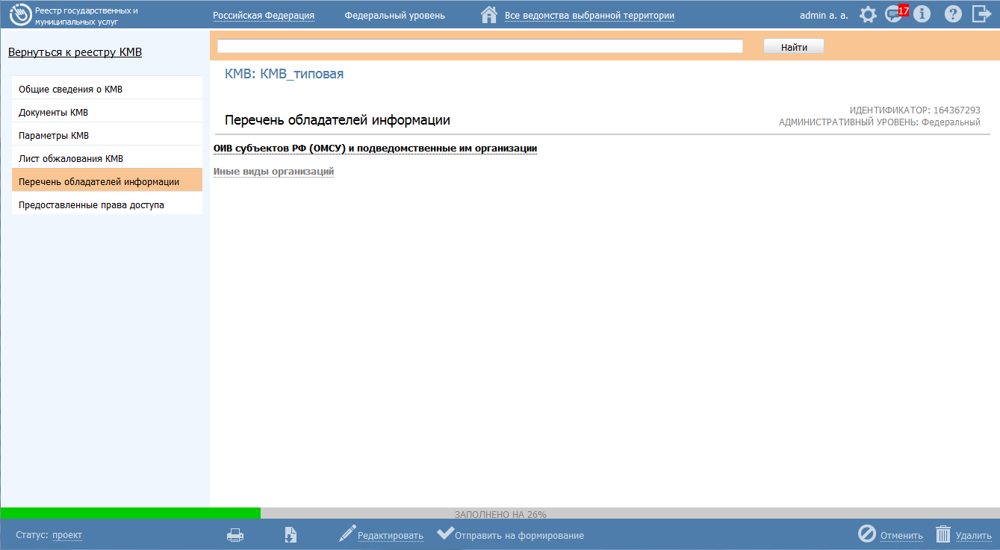 Реестр государственных и
муниципальных услуг
Российская Федерация
Федеральный уровень
Все ведомства выбранной территории
admin a. a.
17
Вернуться к реестру КМВ
Найти
Общие сведения о КМВ
Документы КМВ
Параметры КМВ
Лист обжалования КМВ
Перечень обладателей информации
Предоставленные права доступа
КМВ: КМВ_типовая
Перечень обладателей информации
ИДЕНТИФИКАТОР: 164367293
АДМИНИСТРАТИВНЫЙ УРОВЕНЬ: Федеральный
ОИВ субъектов РФ (ОМСУ) и подведомственные им организации
Иные виды организаций
ЗАПОЛНЕНО НА 26%
Статус: проект
Редактировать
Отправить на формирование
Отменить
Удалить